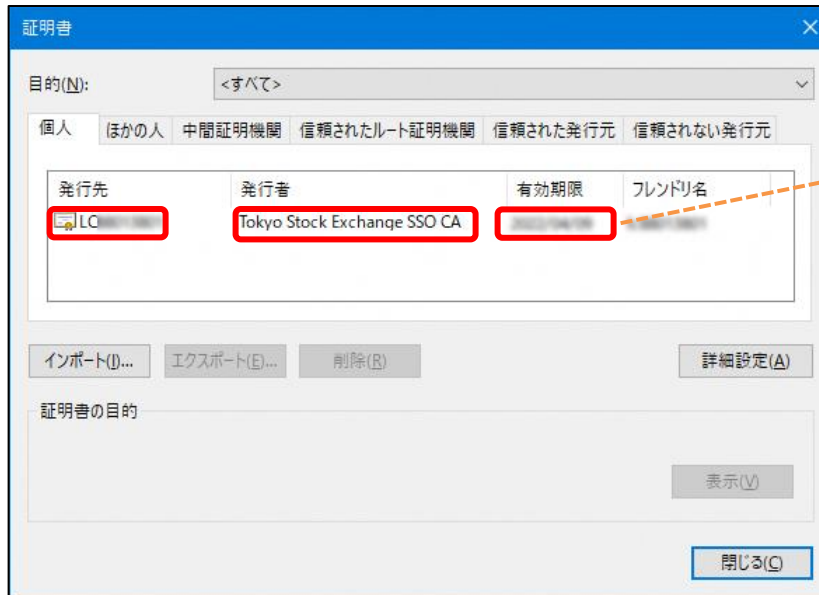 証明書
目的(N): <すべて>
個人 ほかの人 中間証明機関 信頼されたルート証明機関 信頼された発行元 信頼されない発行元
発行先 発行者 有効期限 フレンドリ名
LC Tokyo Stock Exchange SSO CA
インポート(I)... エクスポート(E)... 削除(R) 詳細設定(A)
証明書の目的
表示(V)
閉じる(C)